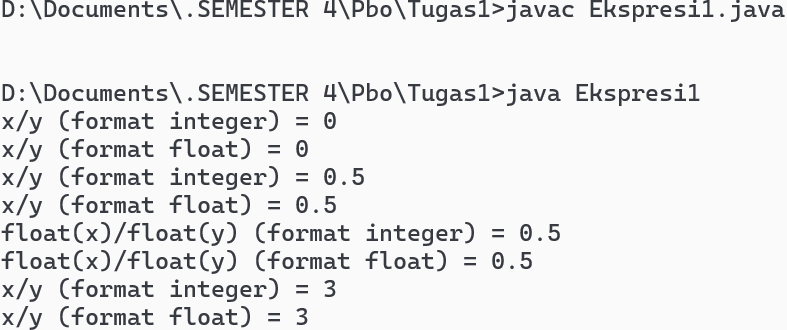 D:\Documents\.SEMESTER 4\Pbo\Tugas1>javac Ekspresi1.java
D:\Documents\.SEMESTER 4\Pbo\Tugas1>java Ekspresi1
x/y (format integer) = 0
x/y (format float) = 0
x/y (format integer) = 0.5
x/y (format float) = 0.5
float(x)/float(y) (format integer) = 0.5
float(x)/float(y) (format float) = 0.5
x/y (format integer) = 3
x/y (format float) = 3